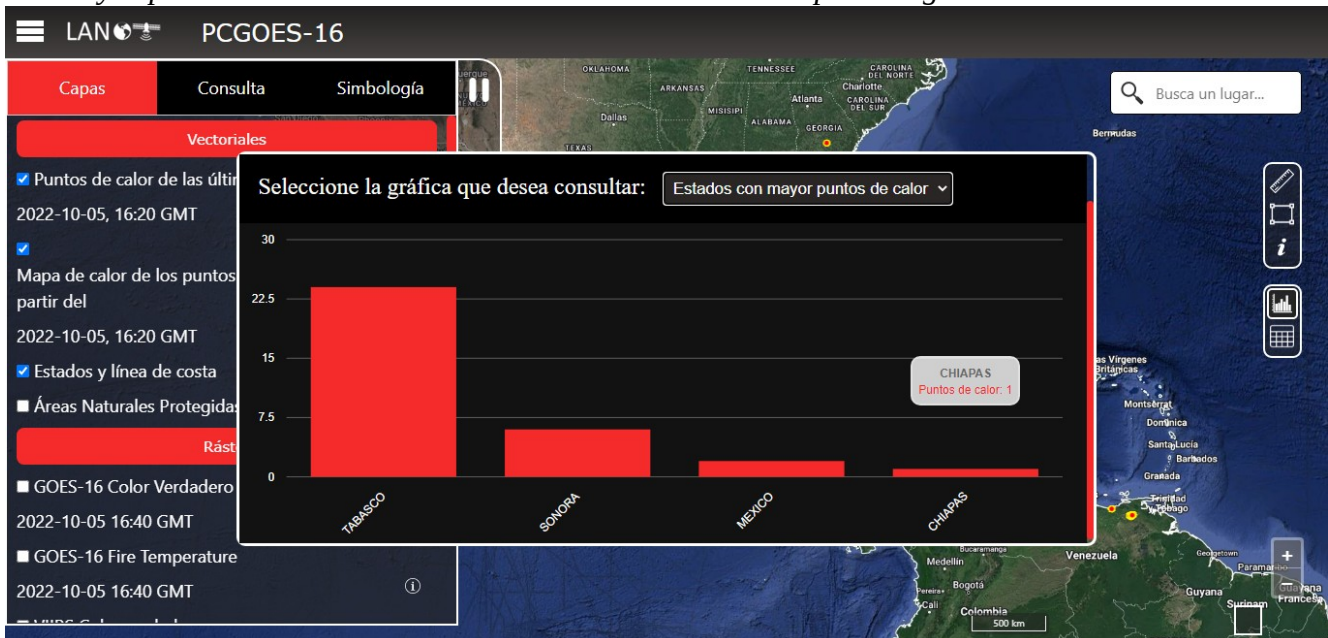 LAN
PCGOES-16
Capas
Consulta
Simbología
Vectoriales
Puntos de calor de las últi
2022-10-05, 16:20 GMT
Mapa de calor de los puntos
partir del
2022-10-05, 16:20 GMT
Estados y línea de costa
Áreas Naturales Protegidas
Rást
GOES-16 Color Verdadero
2022-10-05 16:40 GMT
GOES-16 Fire Temperature
2022-10-05 16:40 GMT
Seleccione la gráfica que desea consultar:
Estados con mayor puntos de calor
30
22.5
15
7.5
0
TABASCO
SONORA
MEXICO
CHIAPAS
CHIAPAS
Puntos de calor: 1
Busca un lugar...
OKLAHOMA
TENNESSEE
CAROLINA
DEL NORTE
ARKANSAS
Charlotte
Atlanta
CAROLINA
DEL SUR
MISISIPI
Dallas
ALABAMA
GEORGIA
TEXAS
Bermudas
as Vírgenes
Británicas
Montserrat
Dominica
Santa Lucía
Barbados
Granada
Trinidad
y Tobago
Bucaramanga
Medellín
Venezuela
Georgetown
Paramaribo
Pereira
Bogotá
Guyana
Guayana
Francesa
Cali
Surinam
Colombia
500 km
+
−